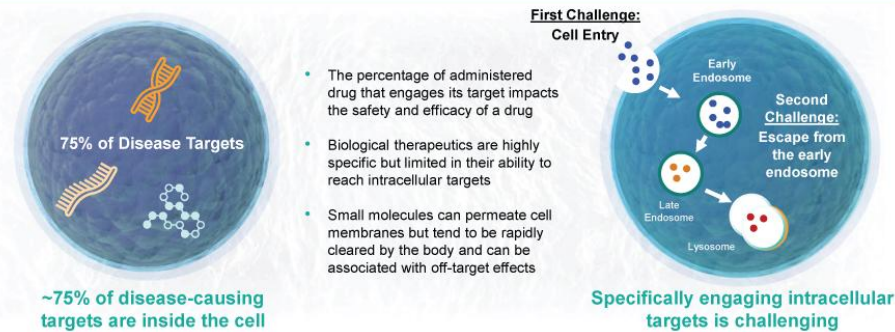 75% of Disease Targets
~75% of disease-causing
targets are inside the cell
• The percentage of administered
drug that engages its target impacts
the safety and efficacy of a drug
• Biological therapeutics are highly
specific but limited in their ability to
reach intracellular targets
• Small molecules can permeate cell
membranes but tend to be rapidly
cleared by the body and can be
associated with off-target effects
First Challenge:
Cell Entry
Early
Endosome
Second
Challenge:
Escape from
the early
endosome
Late
Endosome
Lysosome
Specifically engaging intracellular
targets is challenging